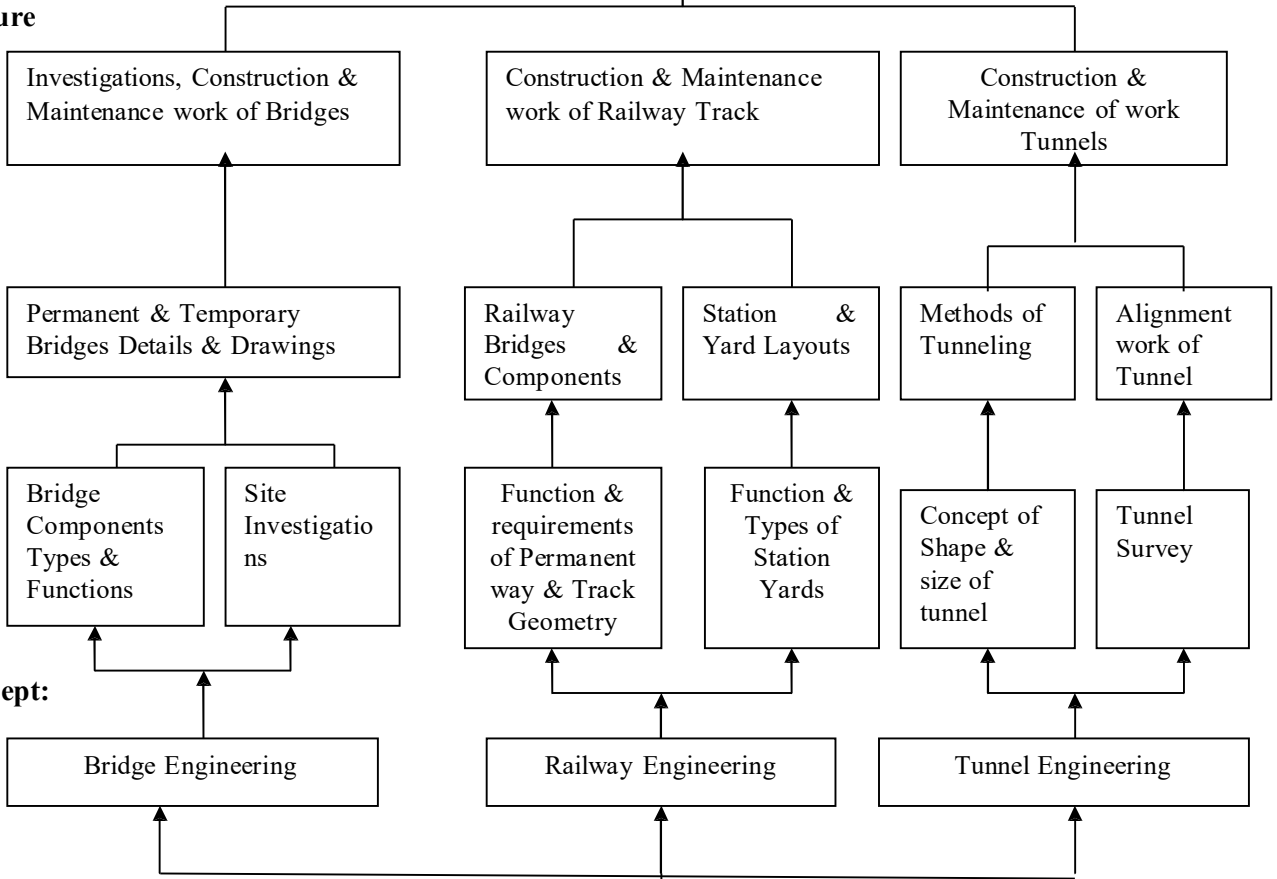 ure
Investigations, Construction &
Maintenance work of Bridges
Construction & Maintenance
work of Railway Track
Construction &
Maintenance of work
Tunnels
Permanent & Temporary
Bridges Details & Drawings
Railway
Bridges &
Components
Station &
Yard Layouts
Methods of
Tunneling
Alignment
work of
Tunnel
Bridge
Components
Types &
Functions
Site
Investigatio
ns
Function &
requirements
of Permanent
way & Track
Geometry
Function &
Types of
Station
Yards
Concept of
Shape &
size of
tunnel
Tunnel
Survey
ept:
Bridge Engineering
Railway Engineering
Tunnel Engineering